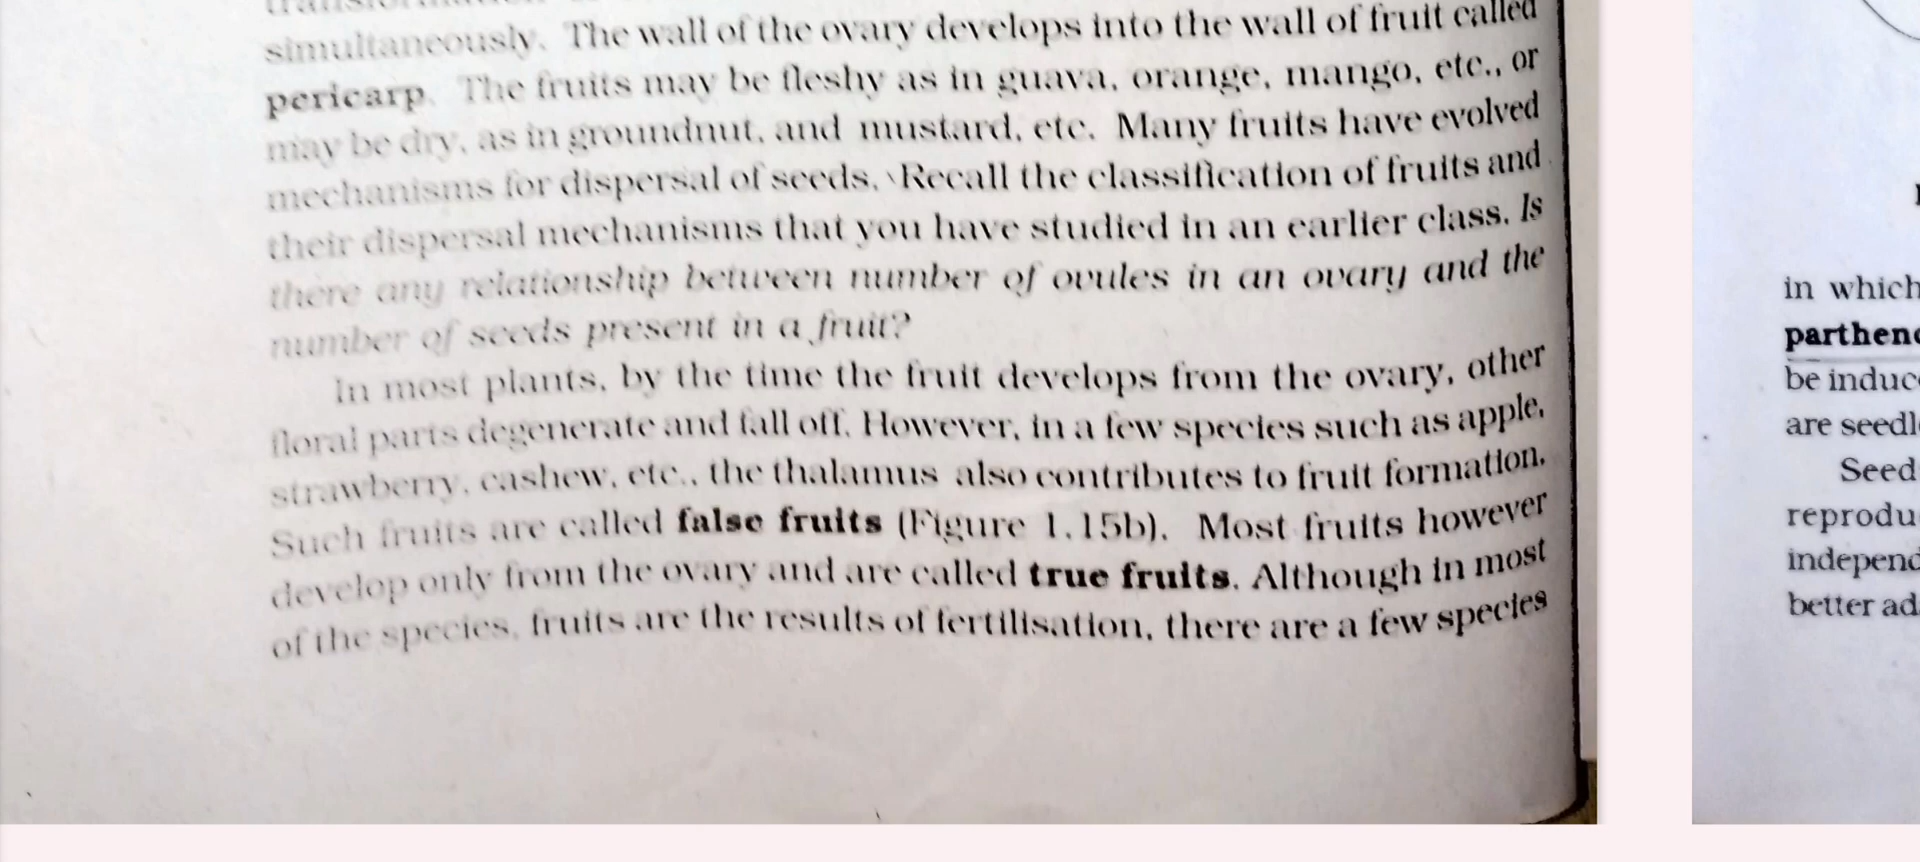 simultaneously. The wall of the ovary develops into the wall of fruit called
pericarp. The fruits may be fleshy as in guava, orange, mango, etc., or
may be dry, as in groundnut, and mustard, etc. Many fruits have evolved
mechanisms for dispersal of seeds. Recall the classification of fruits and
their dispersal mechanisms that you have studied in an earlier class. Is
there any relationship between number of ovules in an ovary and the
number of seeds present in a fruit?
In most plants, by the time the fruit develops from the ovary, other
floral parts degenerate and fall off. However, in a few species such as apple,
strawberry, cashew, etc., the thalamus also contributes to fruit formation.
Such fruits are called false fruits (Figure 1.15b). Most fruits however
develop only from the ovary and are called true fruits. Although in most
of the species, fruits are the results of fertilisation, there are a few species
in which
parthen
be induc
are seedl
Seed
reprodu
independ
better ad